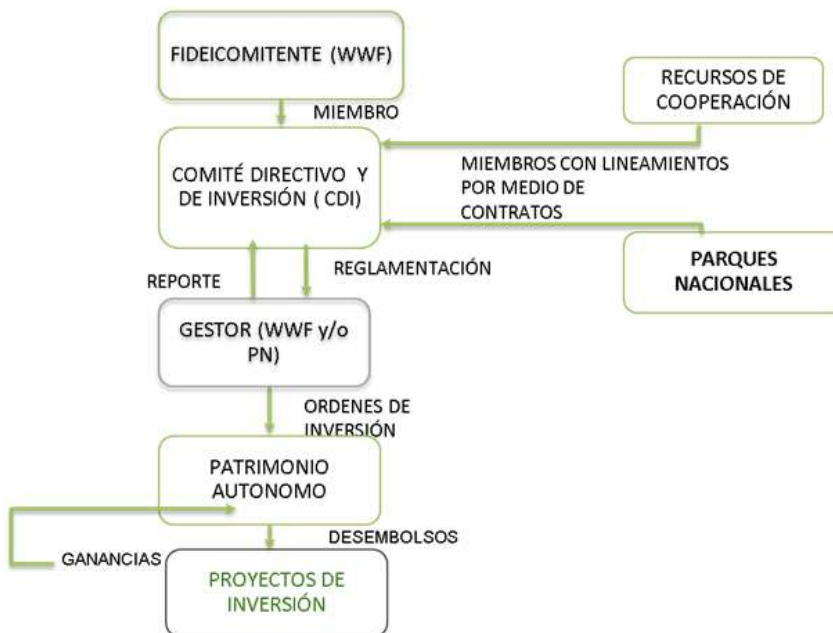 FIDEICOMITENTE (WWF)
RECURSOS DE
COOPERACIÓN
MIEMBRO
COMITÉ DIRECTIVO Y
DE INVERSIÓN ( CDI)
MIEMBROS CON LINEAMIENTOS
POR MEDIO DE
CONTRATOS
PARQUES
NACIONALES
REPORTE
REGLAMENTACIÓN
GESTOR (WWF y/o
PN)
ORDENES DE
INVERSIÓN
PATRIMONIO
AUTONOMO
DESEMBOLSOS
GANANCIAS
PROYECTOS DE
INVERSIÓN